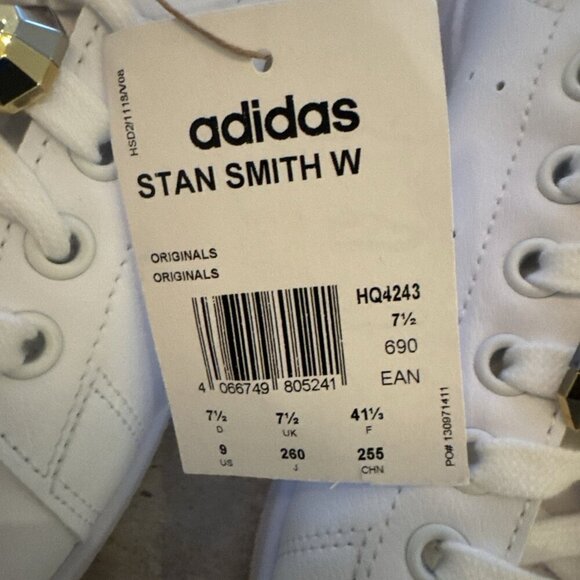 HSD2/1118/V08
adidas
STAN SMITH W
ORIGINALS
ORIGINALS
HQ4243
7½
690
4 066749 805241 EAN
7½ 7½ 41⅓
D UK F
9 260 255
US J CHN
PO# 130971411